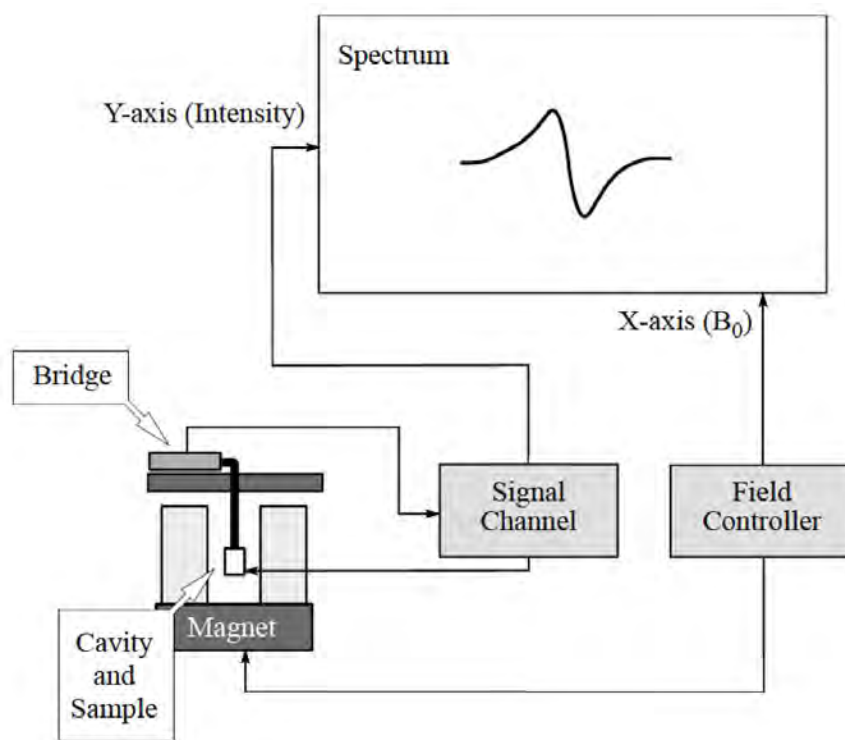 Spectrum
Y-axis (Intensity)
X-axis (B₀)
Bridge
Signal
Channel
Field
Controller
Magnet
Cavity
and
Sample